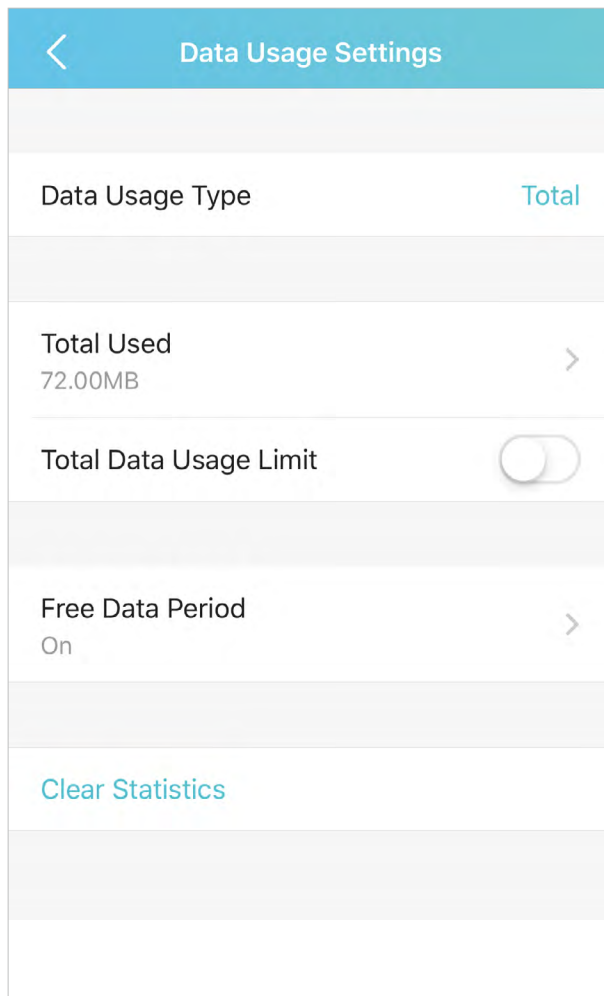 Data Usage Settings
Data Usage Type Total
Total Used
72.00MB
Total Data Usage Limit
Free Data Period
On
Clear Statistics